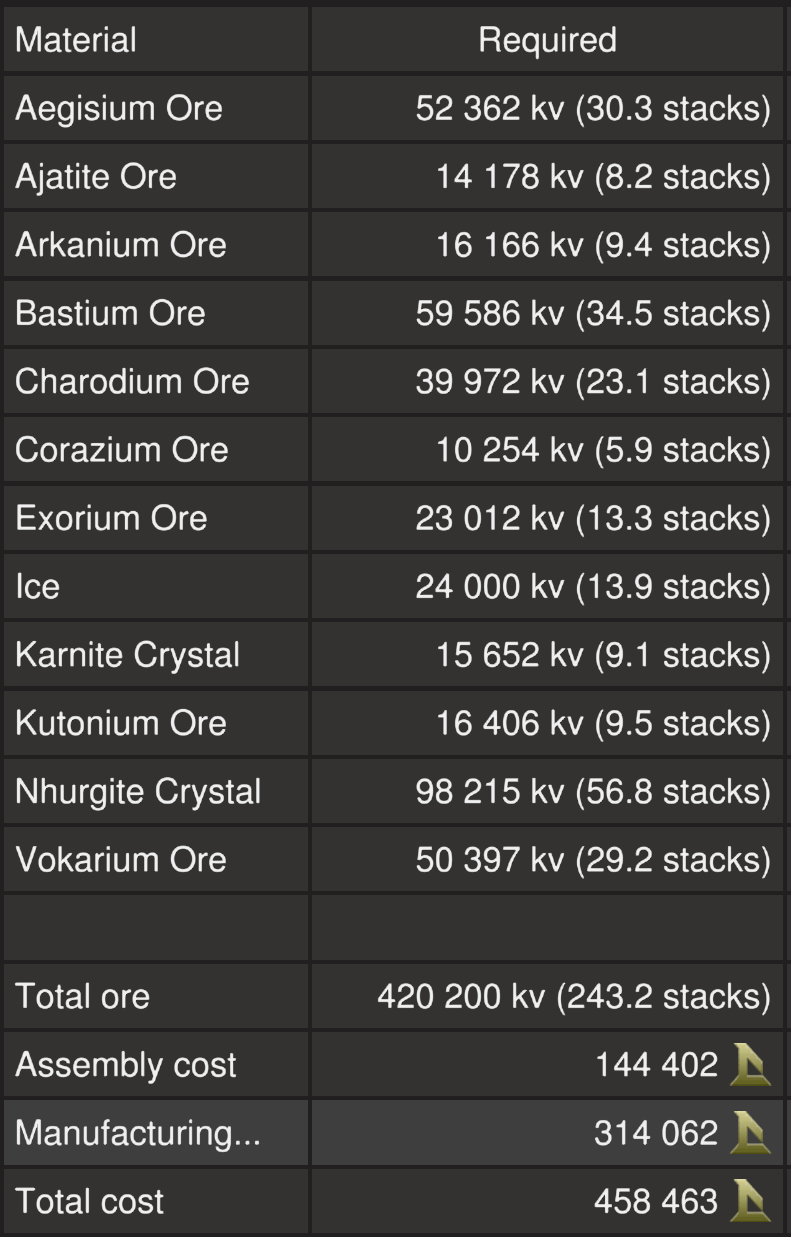 Material Required
Aegisium Ore 52 362 kv (30.3 stacks)
Ajatite Ore 14 178 kv (8.2 stacks)
Arkanium Ore 16 166 kv (9.4 stacks)
Bastium Ore 59 586 kv (34.5 stacks)
Charodium Ore 39 972 kv (23.1 stacks)
Corazium Ore 10 254 kv (5.9 stacks)
Exorium Ore 23 012 kv (13.3 stacks)
Ice 24 000 kv (13.9 stacks)
Karnite Crystal 15 652 kv (9.1 stacks)
Kutonium Ore 16 406 kv (9.5 stacks)
Nhurgite Crystal 98 215 kv (56.8 stacks)
Vokarium Ore 50 397 kv (29.2 stacks)
Total ore 420 200 kv (243.2 stacks)
Assembly cost 144 402
Manufacturing... 314 062
Total cost 458 463